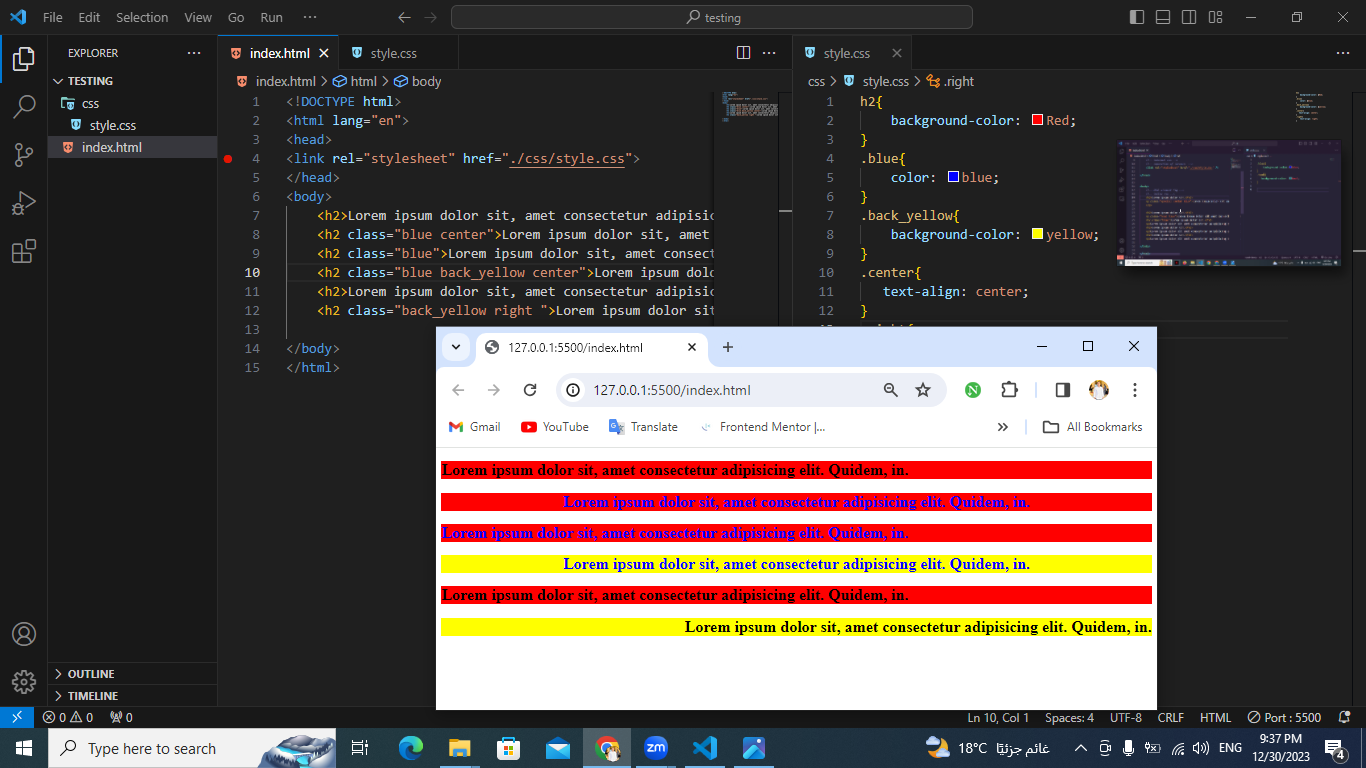 File Edit Selection View Go Run ··· testing
EXPLORER ···
TESTING
css
style.css
index.html
OUTLINE
TIMELINE
index.html style.css
index.html > html > body
1 <!DOCTYPE html>
2 <html lang="en">
3 <head>
4 <link rel="stylesheet" href="./css/style.css">
5 </head>
6 <body>
7 <h2>Lorem ipsum dolor sit, amet consectetur adipisic
8 <h2 class="blue center">Lorem ipsum dolor sit, amet
9 <h2 class="blue">Lorem ipsum dolor sit, amet consect
10 <h2 class="blue back_yellow center">Lorem ipsum dolo
11 <h2>Lorem ipsum dolor sit, amet consectetur adipisic
12 <h2 class="back_yellow right ">Lorem ipsum dolor sit
13
14 </body>
15 </html>
style.css
css > style.css > .right
1 h2{
2 background-color: Red;
3 }
4 .blue{
5 color: blue;
6 }
7 .back_yellow{
8 background-color: yellow;
9 }
10 .center{
11 text-align: center;
12 }
127.0.0.1:5500/index.html
127.0.0.1:5500/index.html
Gmail YouTube Translate Frontend Mentor |... » All Bookmarks
Lorem ipsum dolor sit, amet consectetur adipisicing elit. Quidem, in.
Lorem ipsum dolor sit, amet consectetur adipisicing elit. Quidem, in.
Lorem ipsum dolor sit, amet consectetur adipisicing elit. Quidem, in.
Lorem ipsum dolor sit, amet consectetur adipisicing elit. Quidem, in.
Lorem ipsum dolor sit, amet consectetur adipisicing elit. Quidem, in.
Lorem ipsum dolor sit, amet consectetur adipisicing elit. Quidem, in.
0 0 0 Ln 10, Col 1 Spaces: 4 UTF-8 CRLF HTML Port : 5500
Type here to search zm 18°C غائم جزئيًا ENG 9:37 PM
12/30/2023 4